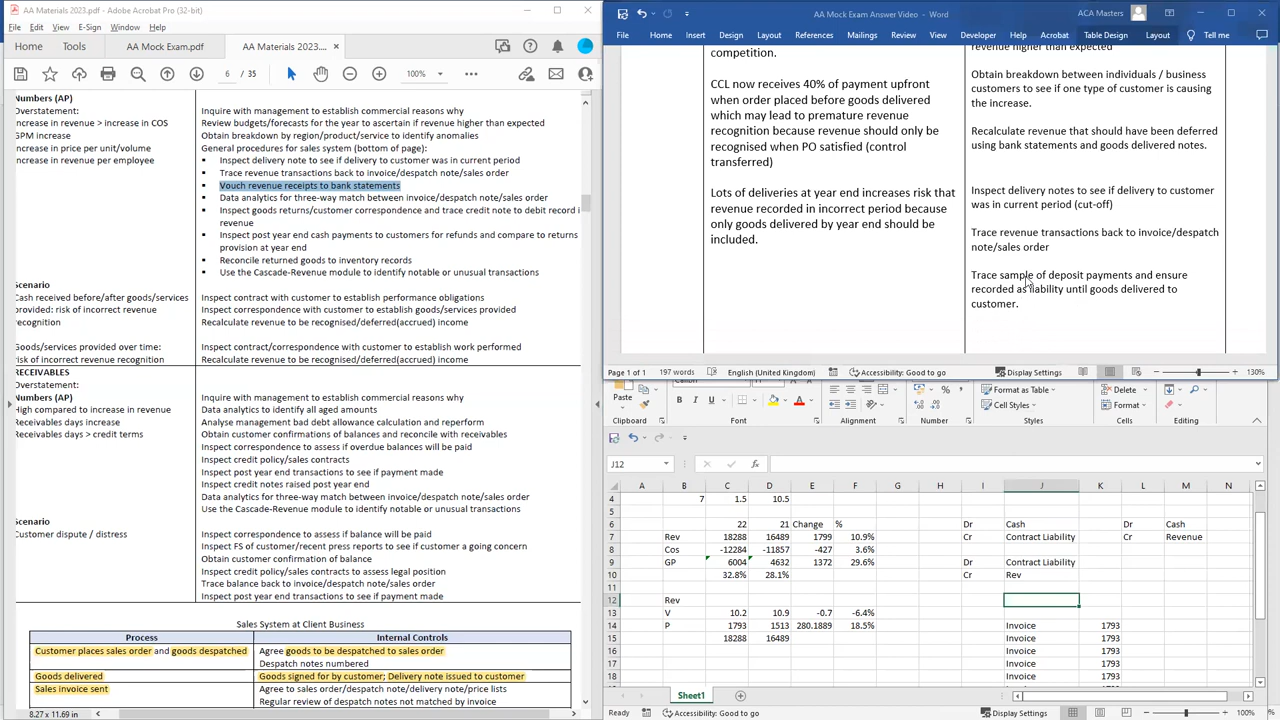 AA Materials 2023.pdf - Adobe Acrobat Pro (32-bit)
File Edit E-Sign View Window Help
Home Tools AA Mock Exam.pdf AA Materials 2023.... ×
6 / 35 100%
Numbers (AP)
Overstatement: Inquire with management to establish commercial reasons why
Increase in revenue > increase in COS Review budgets/forecasts for the year to ascertain if revenue higher than expected
GPM increase Obtain breakdown by region/product/service to identify anomalies
Increase in price per unit/volume General procedures for sales system (bottom of page):
Increase in revenue per employee Inspect delivery note to see if delivery to customer was in current period
Trace revenue transactions back to invoice/despatch note/sales order
Vouch revenue receipts to bank statements
Data analytics for three-way match between invoice/despatch note/sales order
Inspect goods returns/customer correspondence and trace credit note to debit record i
revenue
Inspect post year end cash payments to customers for refunds and compare to returns
provision at year end
Reconcile returned goods to inventory records
Use the Cascade-Revenue module to identify notable or unusual transactions
Scenario
Cash received before/after goods/services Inspect contract with customer to establish performance obligations
provided: risk of incorrect revenue Inspect correspondence with customer to establish goods/services provided
recognition Recalculate revenue to be recognised/deferred(accrued) income
Goods/services provided over time: Inspect contract/correspondence with customer to establish work performed
risk of incorrect revenue recognition Recalculate revenue to be recognised/deferred(accrued) income
RECEIVABLES
Overstatement:
Numbers (AP) Inquire with management to establish commercial reasons why
High compared to increase in revenue Data analytics to identify all aged amounts
Receivables days increase Analyse management bad debt allowance calculation and reperform
Receivables days > credit terms Obtain customer confirmations of balances and reconcile with receivables
Inspect correspondence to assess if overdue balances will be paid
Inspect credit policy/sales contracts
Inspect post year end transactions to see if payment made
Inspect credit notes raised post year end
Data analytics for three-way match between invoice/despatch note/sales order
Use the Cascade-Revenue module to identify notable or unusual transactions
Scenario
Customer dispute / distress Inspect correspondence to assess if balance will be paid
Inspect FS of customer/recent press reports to see if customer a going concern
Obtain customer confirmation of balance
Inspect credit policy/sales contracts to assess legal position
Trace balance back to invoice/despatch note/sales order
Inspect post year end transactions to see if payment made
Sales System at Client Business
Process Internal Controls
Customer places sales order and goods despatched Agree goods to be despatched to sales order
Despatch notes numbered
Goods delivered Goods signed for by customer; Delivery note issued to customer
Sales invoice sent Agree to sales order/despatch note/delivery note/price lists
Regular review of despatch notes not matched by invoice
8.27 x 11.69 in
AA Mock Exam Answer Video - Word ACA Masters
File Home Insert Design Layout References Mailings Review View Developer Help Acrobat Table Design Layout Tell me
competition.
CCL now receives 40% of payment upfront
when order placed before goods delivered
which may lead to premature revenue
recognition because revenue should only be
recognised when PO satisfied (control
transferred)
Lots of deliveries at year end increases risk that
revenue recorded in incorrect period because
only goods delivered by year end should be
included.
revenue higher than expected
Obtain breakdown between individuals / business
customers to see if one type of customer is causing
the increase.
Recalculate revenue that should have been deferred
using bank statements and goods delivered notes.
Inspect delivery notes to see if delivery to customer
was in current period (cut-off)
Trace revenue transactions back to invoice/despatch
note/sales order
Trace sample of deposit payments and ensure
recorded as liability until goods delivered to
customer.
Page 1 of 1 197 words English (United Kingdom) Accessibility: Good to go Display Settings 130%
Paste Calibri Format as Table Delete
Cell Styles Format
Clipboard Font Alignment Number Styles Cells Editing
J12
A B C D E F G H I J K L M N
4 7 1.5 10.5
5
6 22 21 Change % Dr Cash Dr Cash
7 Rev 18288 16489 1799 10.9% Cr Contract Liability Cr Revenue
8 Cos -12284 -11857 -427 3.6%
9 GP 6004 4632 1372 29.6% Dr Contract Liability
10 32.8% 28.1% Cr Rev
11
12 Rev
13 V 10.2 10.9 -0.7 -6.4%
14 P 1793 1513 280.1889 18.5% Invoice 1793
15 18288 16489 Invoice 1793
16 Invoice 1793
17 Invoice 1793
18 Invoice 1793
Sheet1
Ready Accessibility: Good to go Display Settings 100%